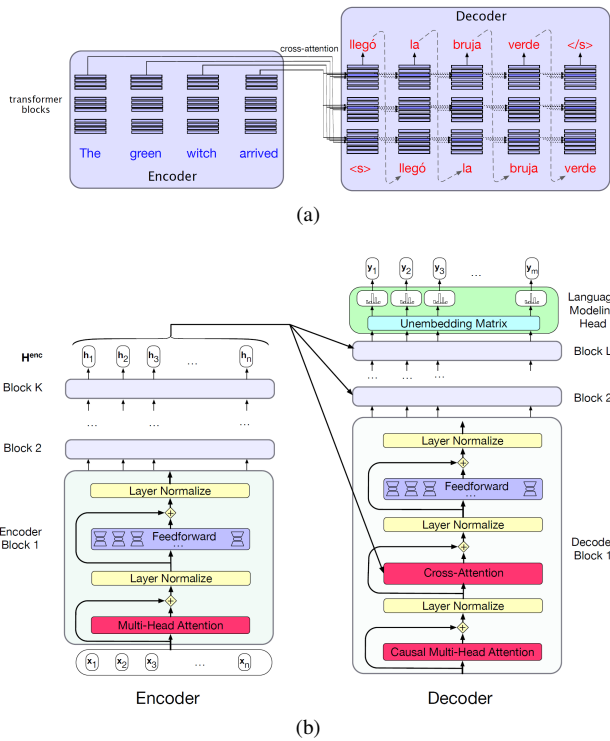 Decoder
cross-attention
llegó la bruja verde </s>
transformer
blocks
The green witch arrived
Encoder
<s> llegó la bruja verde
(a)
y1 y2 y3 ... ym
Language
Modeling
Head
Unembedding Matrix
Henc
h1 h2 h3 ... hn
Block L
... ...
Block K
Block 2
... ...
Block 2
Layer Normalize
Feedforward
...
Layer Normalize
Multi-Head Attention
Encoder
Block 1
x1 x2 x3 ... xn
Encoder
Layer Normalize
Feedforward
...
Layer Normalize
Cross-Attention
Layer Normalize
Causal Multi-Head Attention
Decoder
Block 1
Decoder
(b)